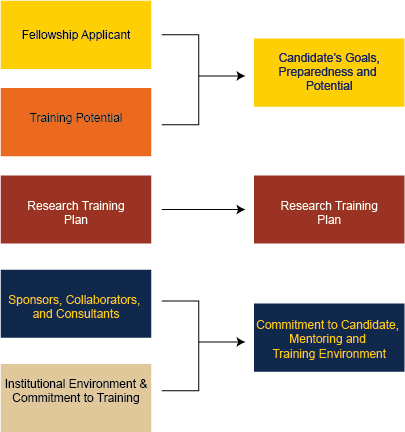 Fellowship Applicant
Training Potential
Candidate's Goals,
Preparedness and
Potential
Research Training
Plan
Research Training
Plan
Sponsors, Collaborators,
and Consultants
Institutional Environment &
Commitment to Training
Commitment to Candidate,
Mentoring and
Training Environment